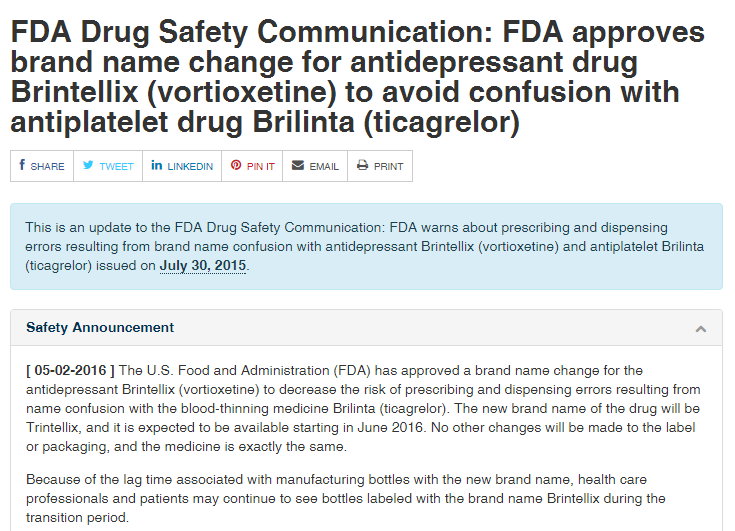 FDA Drug Safety Communication: FDA approves
brand name change for antidepressant drug
Brintellix (vortioxetine) to avoid confusion with
antiplatelet drug Brilinta (ticagrelor)
f SHARE TWEET in LINKEDIN PIN IT EMAIL PRINT
This is an update to the FDA Drug Safety Communication: FDA warns about prescribing and dispensing
errors resulting from brand name confusion with antidepressant Brintellix (vortioxetine) and antiplatelet Brilinta
(ticagrelor) issued on July 30, 2015.
Safety Announcement
[ 05-02-2016 ] The U.S. Food and Administration (FDA) has approved a brand name change for the
antidepressant Brintellix (vortioxetine) to decrease the risk of prescribing and dispensing errors resulting from
name confusion with the blood-thinning medicine Brilinta (ticagrelor). The new brand name of the drug will be
Trintellix, and it is expected to be available starting in June 2016. No other changes will be made to the label
or packaging, and the medicine is exactly the same.
Because of the lag time associated with manufacturing bottles with the new brand name, health care
professionals and patients may continue to see bottles labeled with the brand name Brintellix during the
transition period.